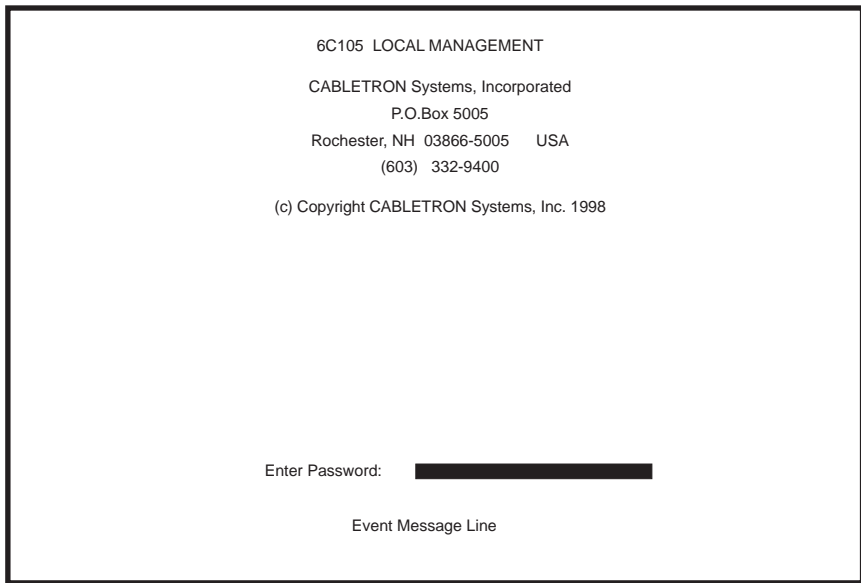 6C105 LOCAL MANAGEMENT
CABLETRON Systems, Incorporated
P.O.Box 5005
Rochester, NH 03866-5005 USA
(603) 332-9400
(c) Copyright CABLETRON Systems, Inc. 1998
Enter Password:
Event Message Line